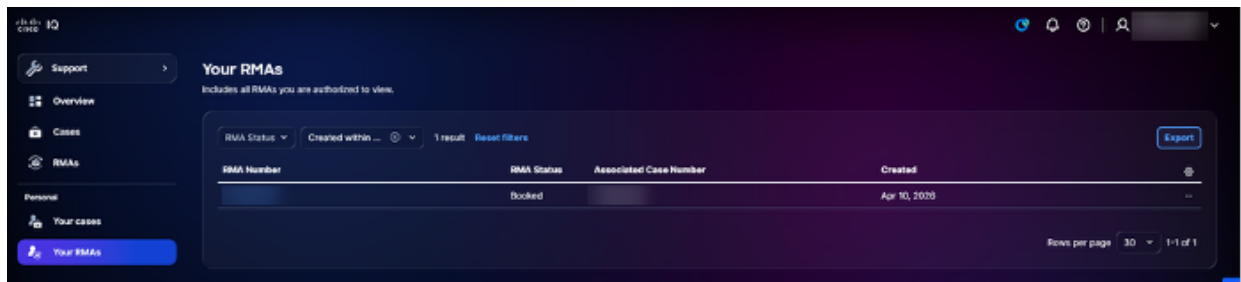 cisco IQ
Support
Overview
Cases
RMAs
Personal
Your cases
Your RMAs
Your RMAs
Includes all RMAs you are authorized to view.
RMA Status Created within ... 1 result Reset filters Export
RMA Number RMA Status Associated Case Number Created
Booked Apr 10, 2026
Rows per page 30 1-1 of 1